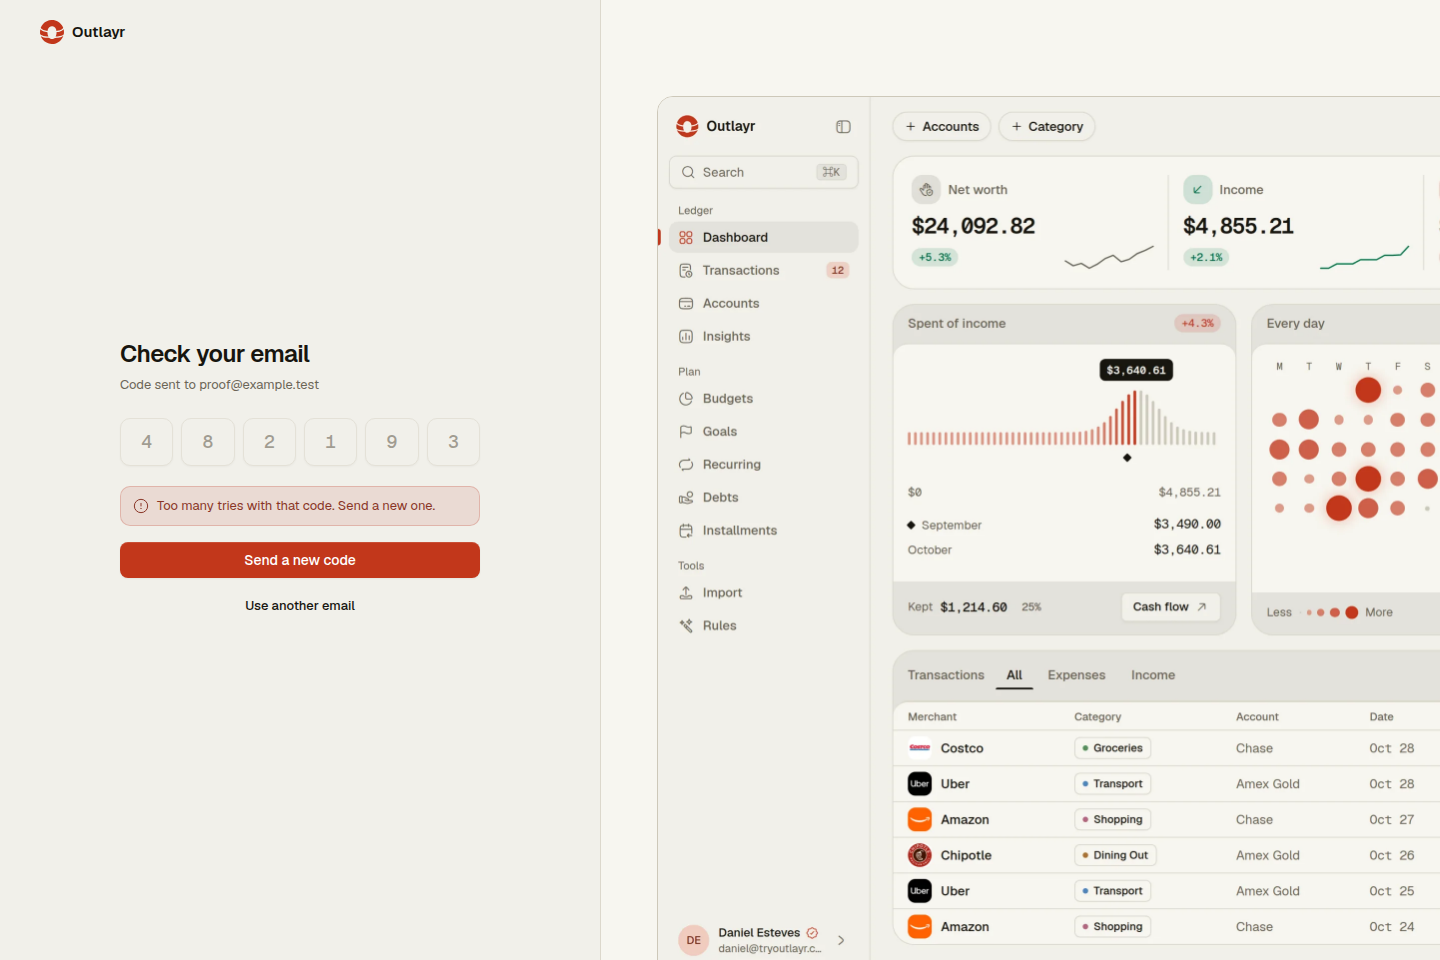 Outlayr
Check your email
Code sent to proof@example.test
4 8 2 1 9 3
Too many tries with that code. Send a new one.
Send a new code
Use another email
Outlayr
Search ⌘K
Ledger
Dashboard
Transactions 12
Accounts
Insights
Plan
Budgets
Goals
Recurring
Debts
Installments
Tools
Import
Rules
DE
Daniel Esteves
daniel@tryoutlayr.c...
+ Accounts + Category
Net worth
$24,092.82
+5.3%
Income
$4,855.21
+2.1%
Spent of income +4.3%
$3,640.61
$0 $4,855.21
September $3,490.00
October $3,640.61
Kept $1,214.60 25% Cash flow
Every day
M T W T F S
Less More
Transactions All Expenses Income
Merchant Category Account Date
Costco Costco Groceries Chase Oct 28
Uber Uber Transport Amex Gold Oct 28
Amazon Shopping Chase Oct 27
Chipotle Dining Out Amex Gold Oct 26
Uber Uber Transport Amex Gold Oct 25
Amazon Shopping Chase Oct 24